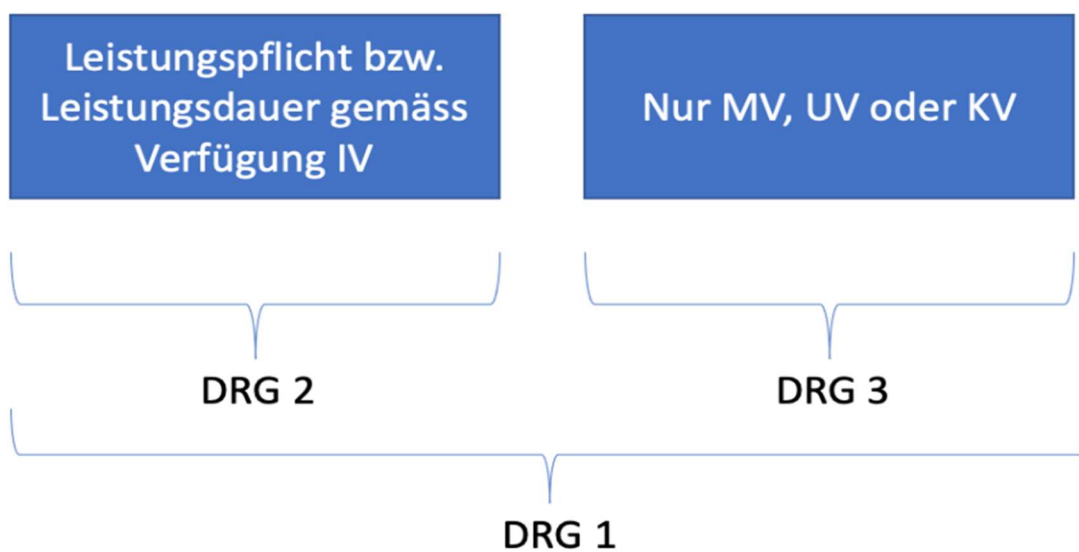 Leistungspflicht bzw.
Leistungsdauer gemäss
Verfügung IV
Nur MV, UV oder KV
DRG 2
DRG 3
DRG 1